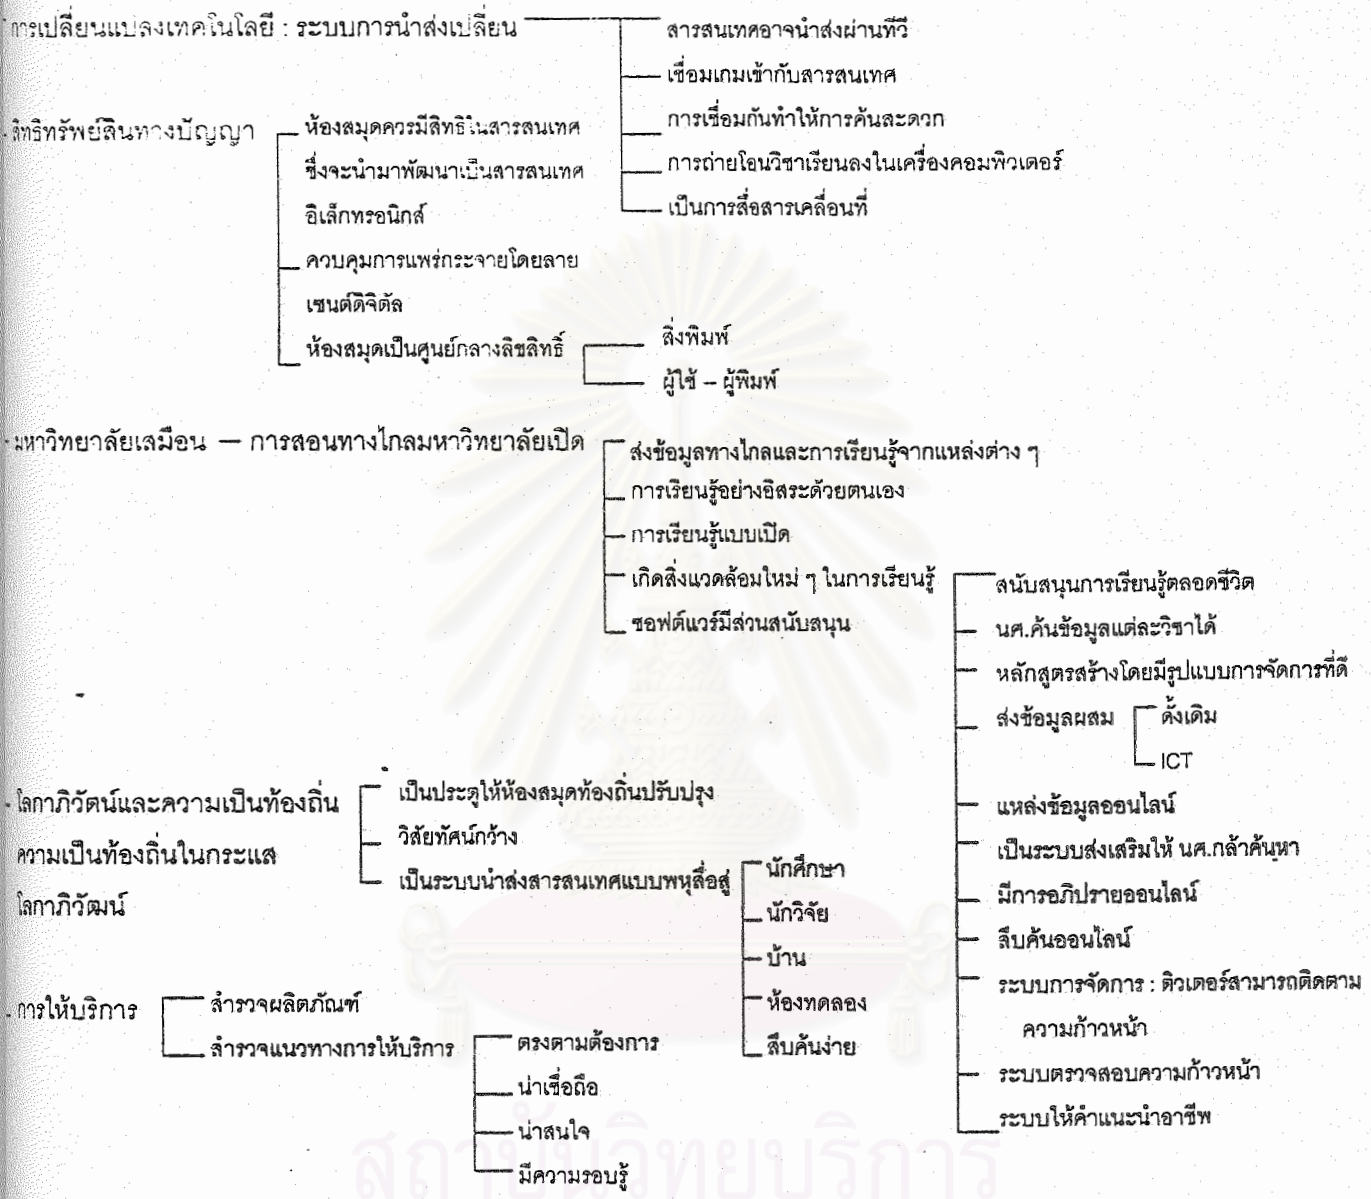 การเปลี่ยนแปลงเทคโนโลยี : ระบบการนำส่งเปลี่ยน
สารสนเทศอาจนำส่งผ่านทีวี
เชื่อมเกมเข้ากับสารสนเทศ
การเชื่อมกันทำให้การค้นสะดวก
การถ่ายโอนวิชาเรียนลงในเครื่องคอมพิวเตอร์
เป็นการสื่อสารเคลื่อนที่
- สิทธิทรัพย์สินทางปัญญา
ห้องสมุดควรมีสิทธิในสารสนเทศ
ซึ่งจะนำมาพัฒนาเป็นสารสนเทศ
อิเล็กทรอนิกส์
ควบคุมการแพร่กระจายโดยลาย
เซนต์ดิจิตัล
ห้องสมุดเป็นศูนย์กลางลิขสิทธิ์
สิ่งพิมพ์
ผู้ใช้ – ผู้พิมพ์
- มหาวิทยาลัยเสมือน — การสอนทางไกลมหาวิทยาลัยเปิด
ส่งข้อมูลทางไกลและการเรียนรู้จากแหล่งต่าง ๆ
การเรียนรู้อย่างอิสระด้วยตนเอง
การเรียนรู้แบบเปิด
เกิดสิ่งแวดล้อมใหม่ ๆ ในการเรียนรู้
ซอฟต์แวร์มีส่วนสนับสนุน
สนับสนุนการเรียนรู้ตลอดชีวิต
นศ.ค้นข้อมูลแต่ละวิชาได้
หลักสูตรสร้างโดยมีรูปแบบการจัดการที่ดี
ส่งข้อมูลผสม
ดั้งเดิม
ICT
แหล่งข้อมูลออนไลน์
เป็นระบบส่งเสริมให้ นศ.กล้าค้นหา
มีการอภิปรายออนไลน์
สืบค้นออนไลน์
ระบบการจัดการ : ติวเตอร์สามารถติดตาม
ความก้าวหน้า
ระบบตรวจสอบความก้าวหน้า
ระบบให้คำแนะนำอาชีพ
- โลกาภิวัตน์และความเป็นท้องถิ่น
ความเป็นท้องถิ่นในกระแส
โลกาภิวัฒน์
เป็นประตูให้ห้องสมุดท้องถิ่นปรับปรุง
วิสัยทัศน์กว้าง
เป็นระบบนำส่งสารสนเทศแบบพหุสื่อสู่
นักศึกษา
นักวิจัย
บ้าน
ห้องทดลอง
สืบค้นง่าย
- การให้บริการ
สำรวจผลิตภัณฑ์
สำรวจแนวทางการให้บริการ
ตรงตามต้องการ
น่าเชื่อถือ
น่าสนใจ
มีความรอบรู้
สถาบันวิทยบริการ